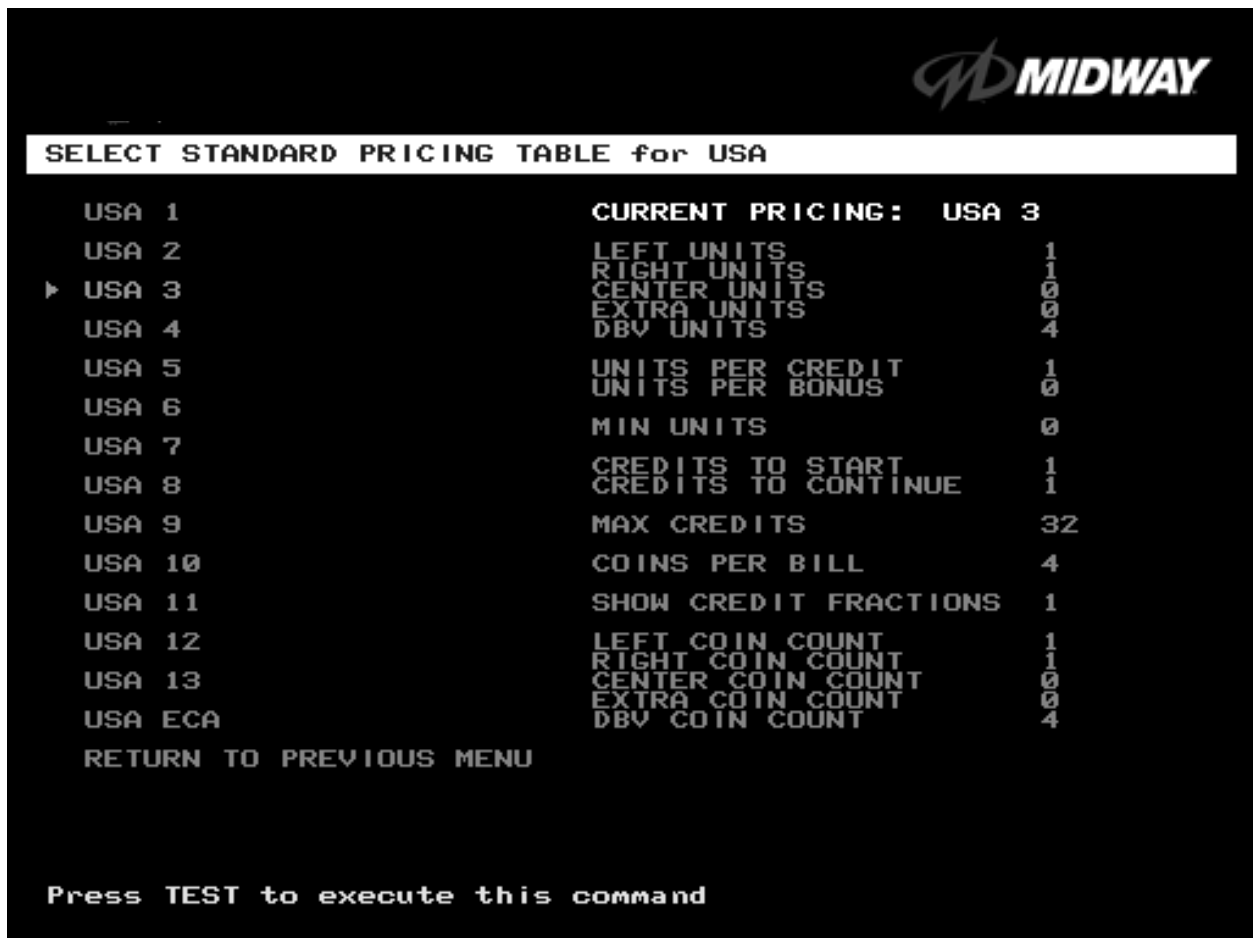 MIDWAY
SELECT STANDARD PRICING TABLE for USA
USA 1
USA 2
USA 3
USA 4
USA 5
USA 6
USA 7
USA 8
USA 9
USA 10
USA 11
USA 12
USA 13
USA ECA
RETURN TO PREVIOUS MENU
CURRENT PRICING: USA 3
LEFT UNITS 1
RIGHT UNITS 1
CENTER UNITS 0
EXTRA UNITS 0
DBV UNITS 4
UNITS PER CREDIT 1
UNITS PER BONUS 0
MIN UNITS 0
CREDITS TO START 1
CREDITS TO CONTINUE 1
MAX CREDITS 32
COINS PER BILL 4
SHOW CREDIT FRACTIONS 1
LEFT COIN COUNT 1
RIGHT COIN COUNT 1
CENTER COIN COUNT 0
EXTRA COIN COUNT 0
DBV COIN COUNT 4
Press TEST to execute this command